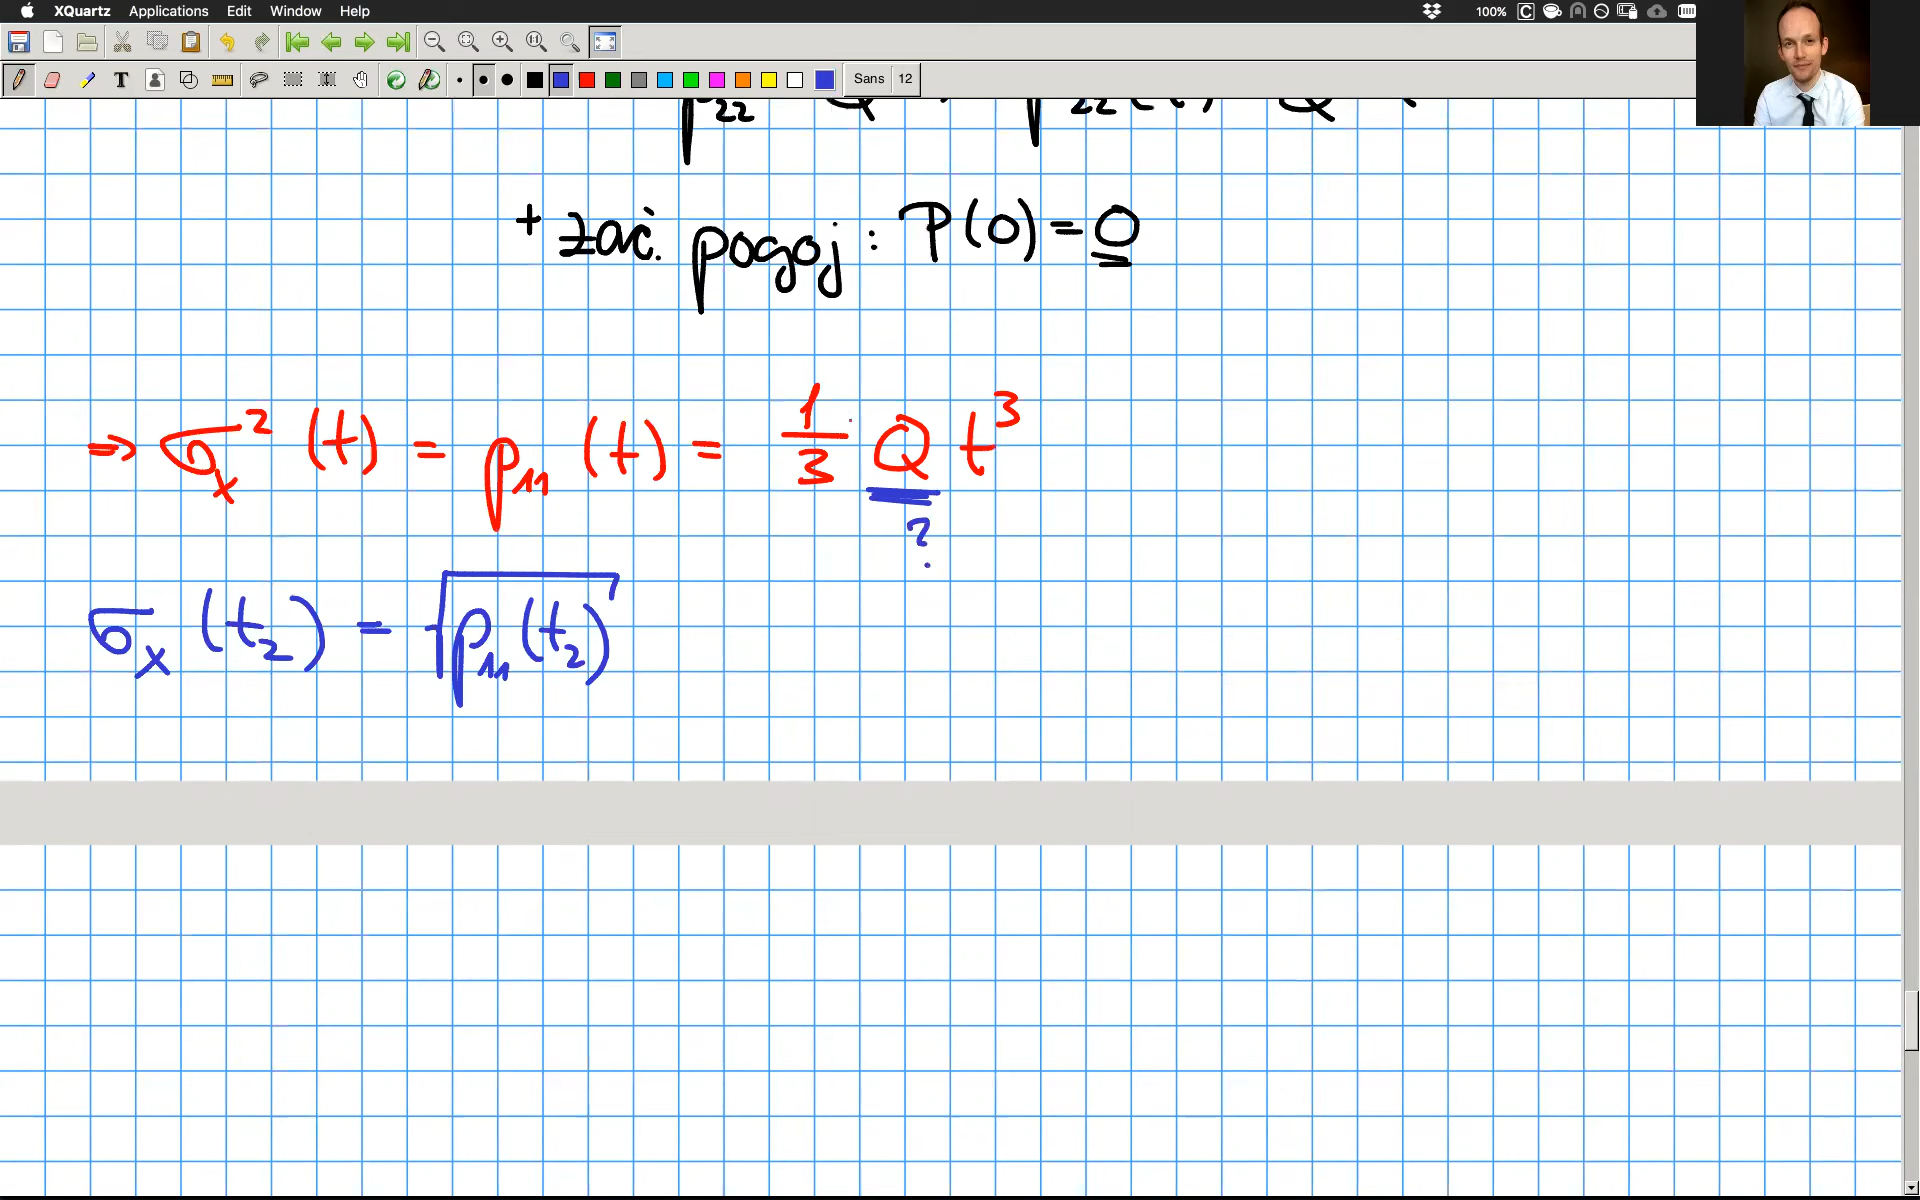 XQuartz Applications Edit Window Help 100%
Sans 12
+ zač. pogoj : P(0) = 0
⇒ σₓ² (t) = p₁₁ (t) = 1/3 Q t³
?
σₓ (t₂) = √p₁₁ (t₂)